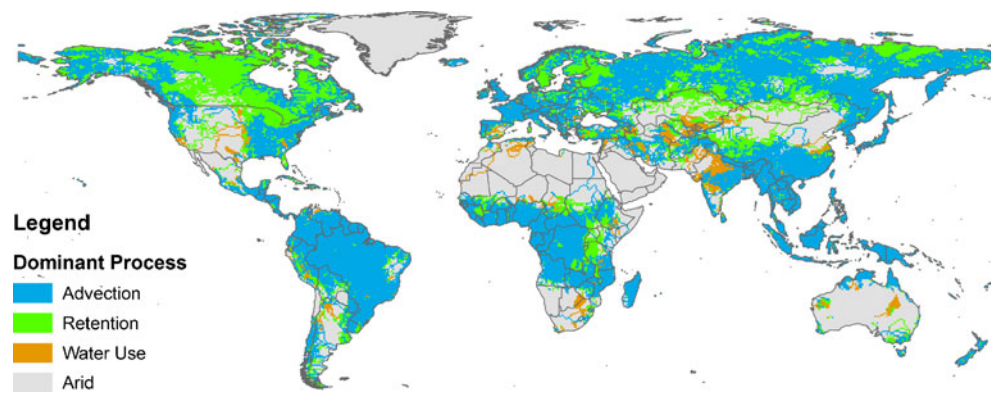 Legend
Dominant Process
Advection
Retention
Water Use
Arid